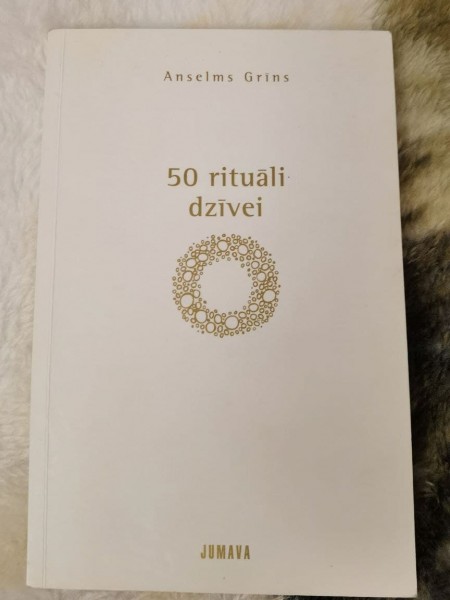 Anselms Grīns
50 rituāli
dzīvei
JUMAVA